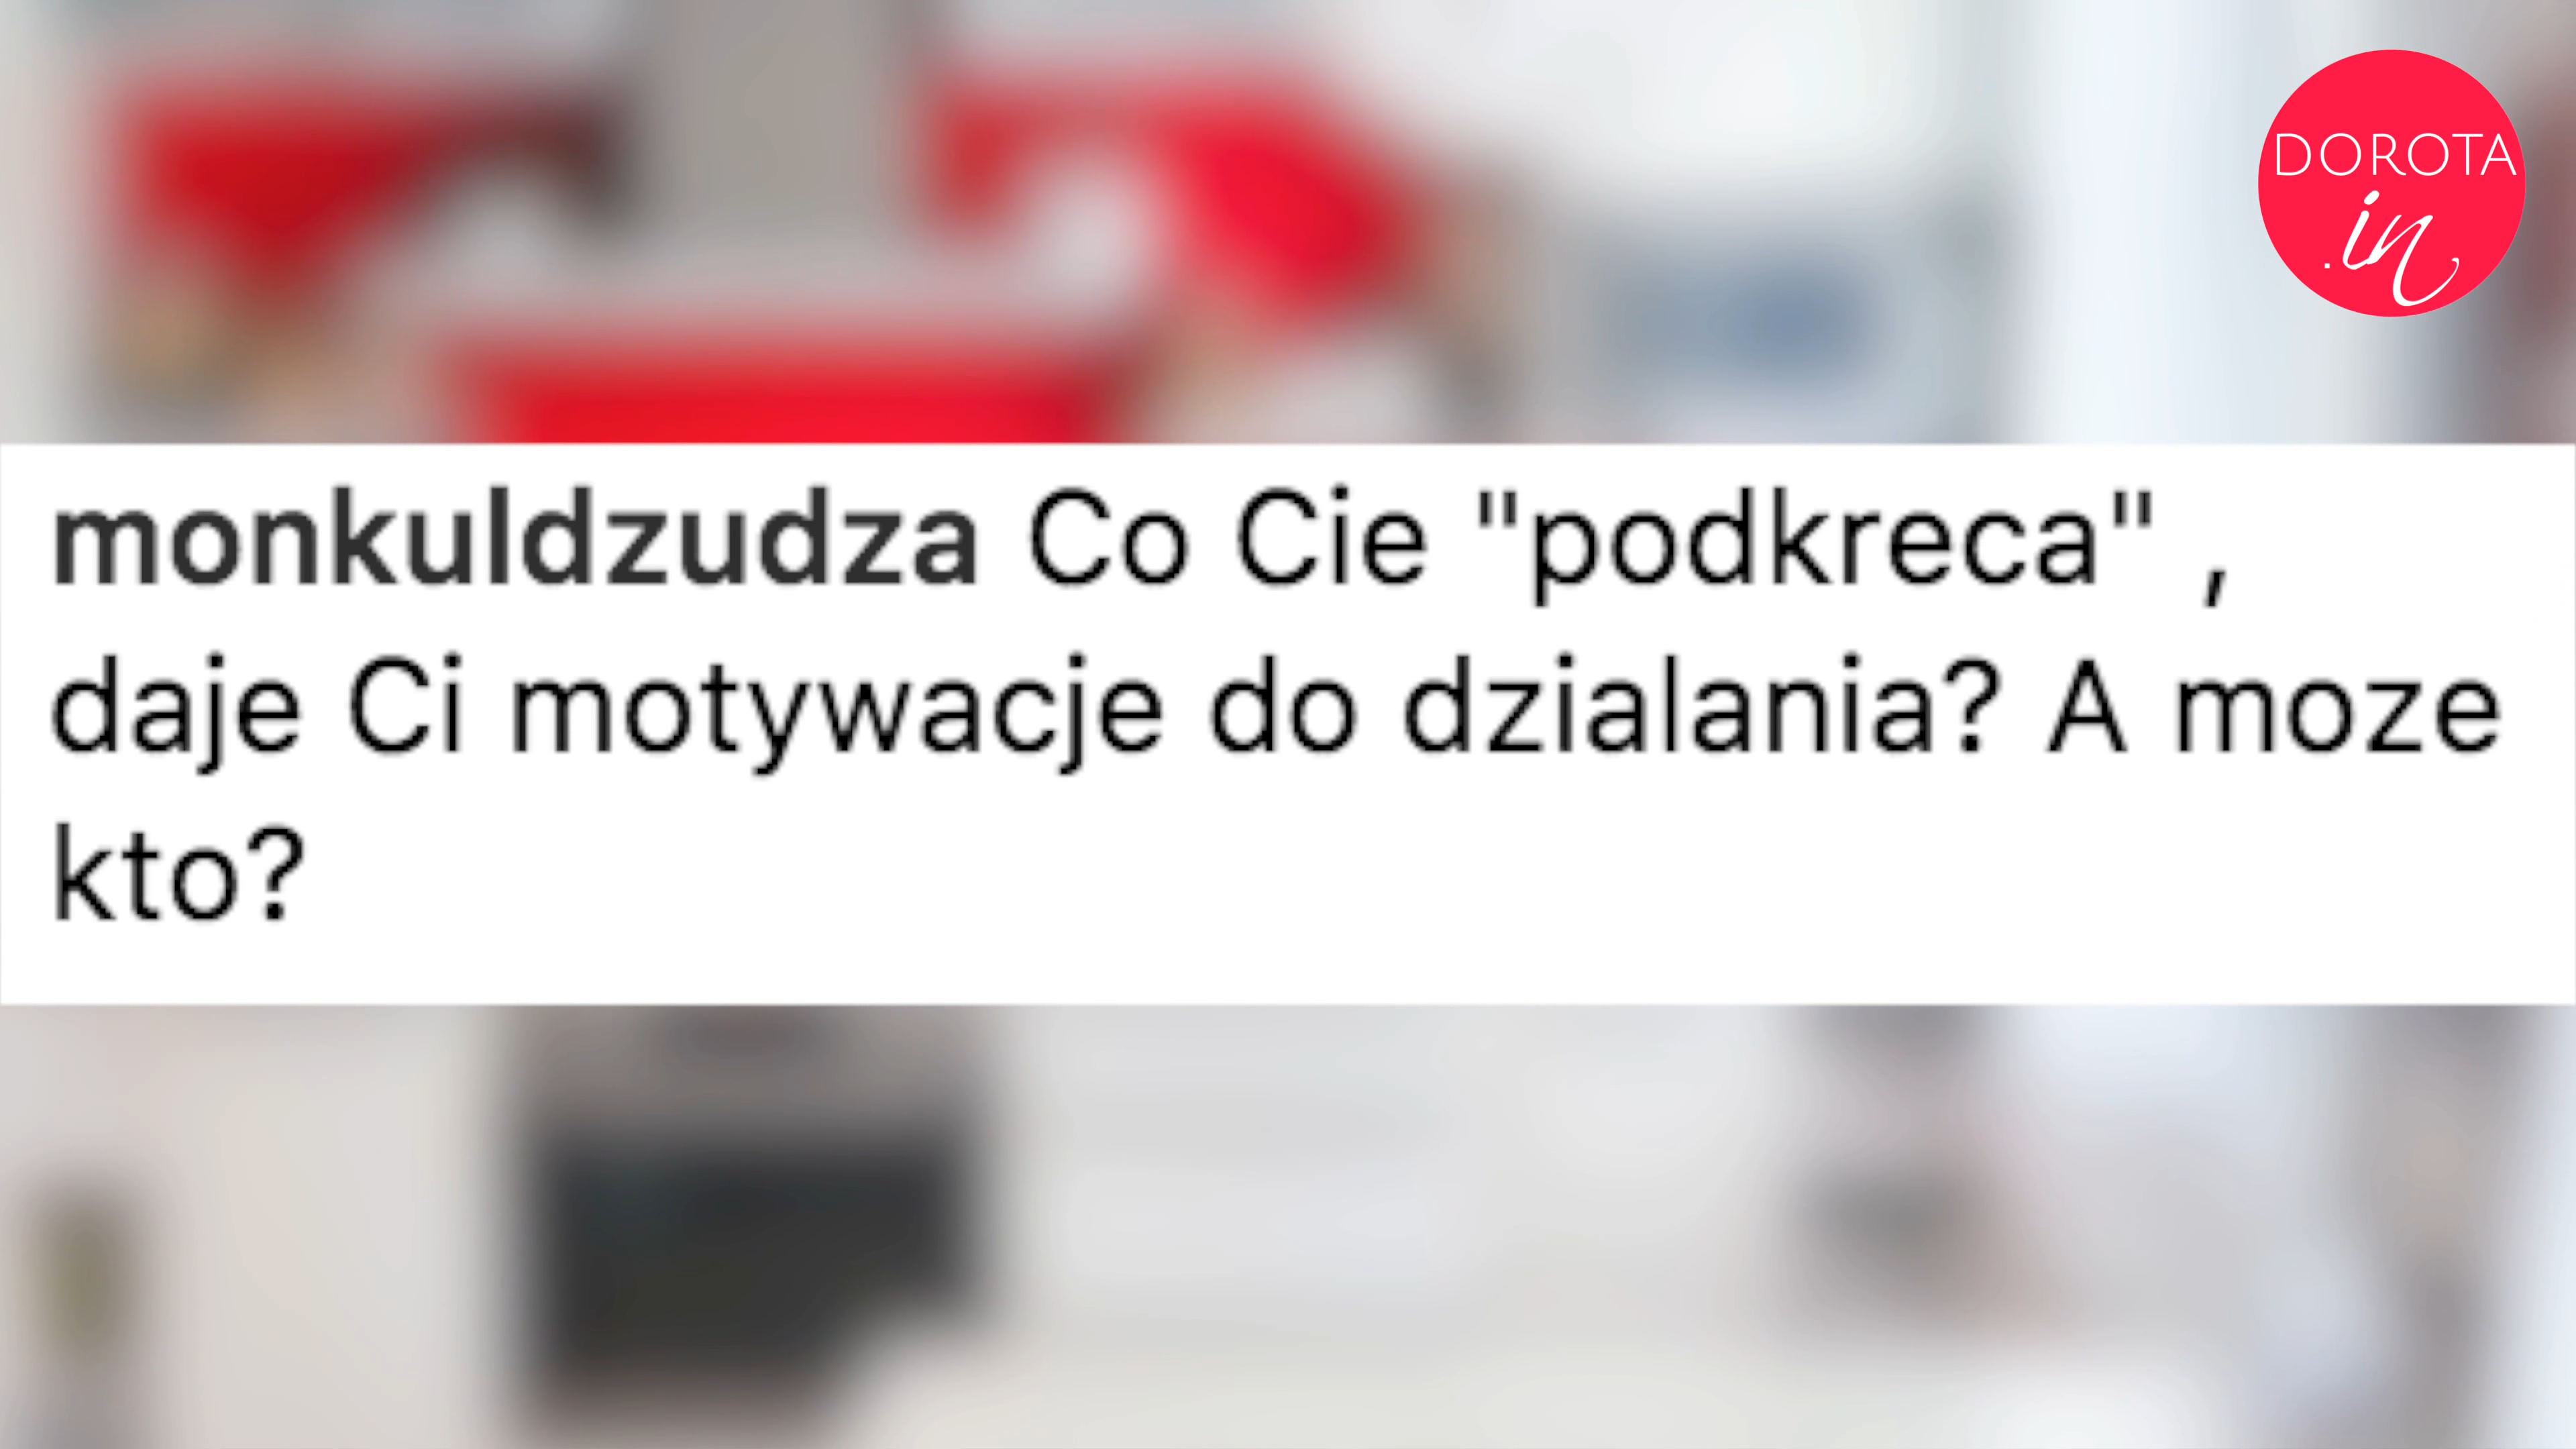 DOROTA
.in
monkuldzudza Co Cie "podkreca" ,
daje Ci motywacje do dzialania? A moze
kto?